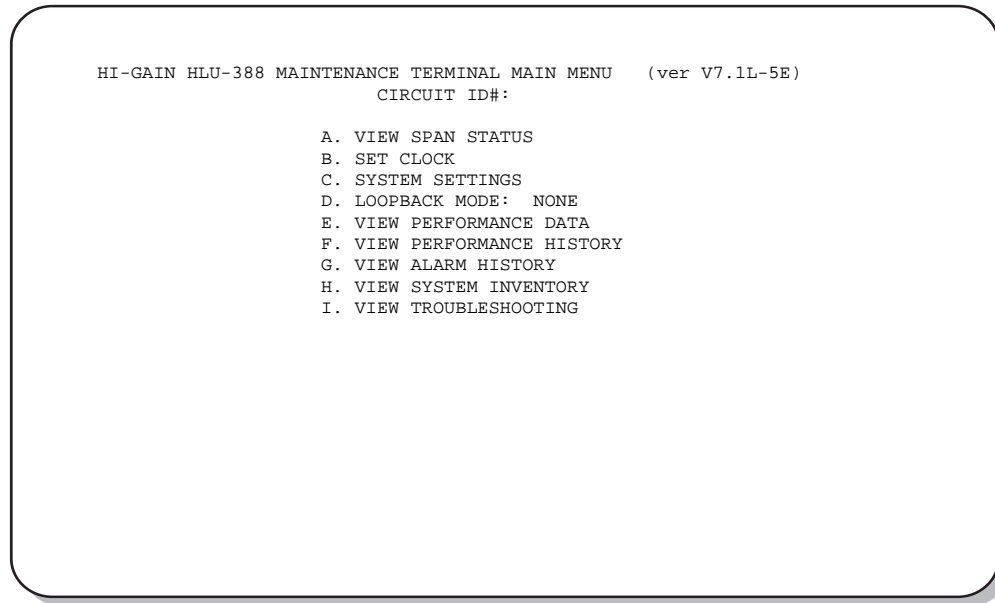 HI-GAIN HLU-388 MAINTENANCE TERMINAL MAIN MENU (ver V7.1L-5E)
CIRCUIT ID#:
A. VIEW SPAN STATUS
B. SET CLOCK
C. SYSTEM SETTINGS
D. LOOPBACK MODE: NONE
E. VIEW PERFORMANCE DATA
F. VIEW PERFORMANCE HISTORY
G. VIEW ALARM HISTORY
H. VIEW SYSTEM INVENTORY
I. VIEW TROUBLESHOOTING